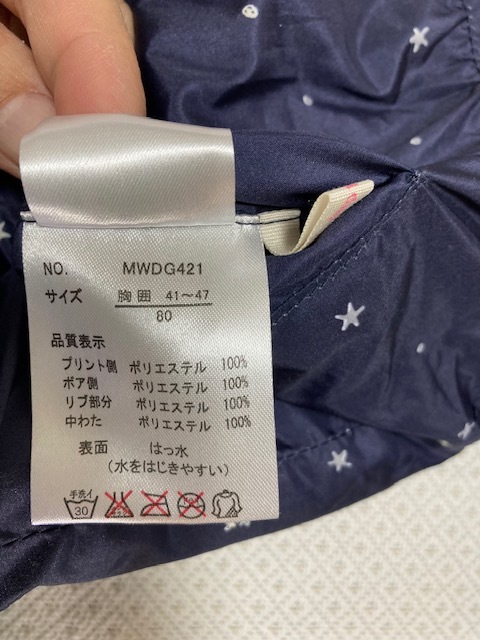 NO. MWDG421
サイズ 胸囲 41〜47
80
品質表示
プリント側 ポリエステル 100%
ボア側 ポリエステル 100%
リブ部分 ポリエステル 100%
中わた ポリエステル 100%
表面 はっ水
(水をはじきやすい)
手洗イ
30